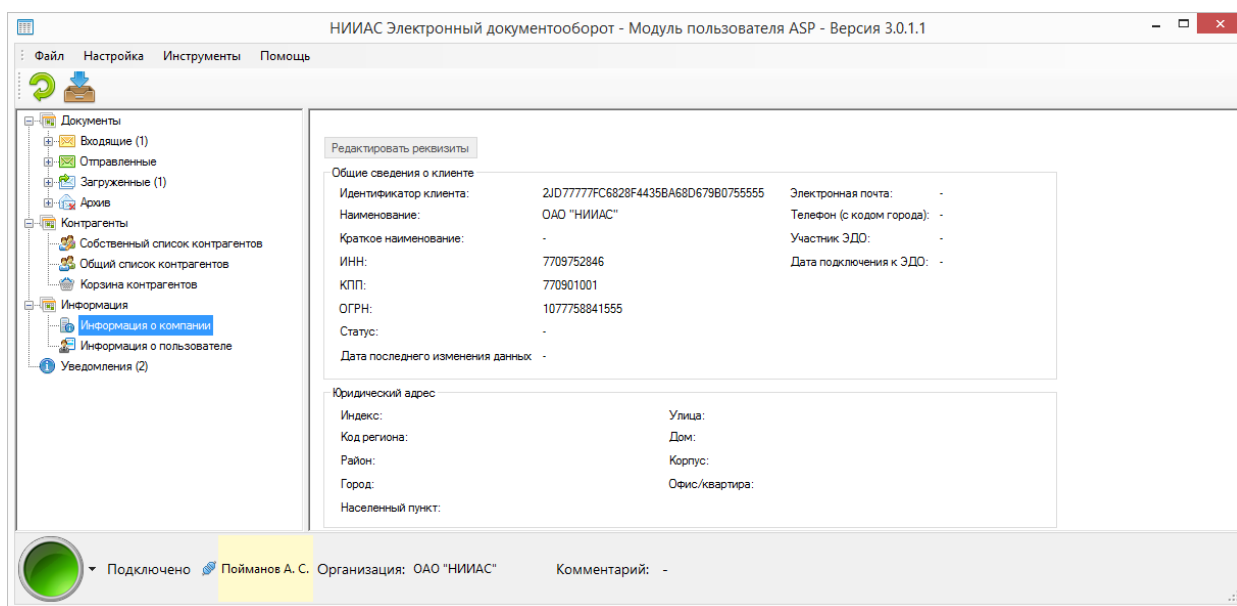 НИИАС Электронный документооборот - Модуль пользователя ASP - Версия 3.0.1.1
Файл Настройка Инструменты Помощь
Документы
Входящие (1)
Отправленные
Загруженные (1)
Архив
Контрагенты
Собственный список контрагентов
Общий список контрагентов
Корзина контрагентов
Информация
Информация о компании
Информация о пользователе
Уведомления (2)
Редактировать реквизиты
Общие сведения о клиенте
Идентификатор клиента: 2JD77777FC6828F4435BA68D679B0755555 Электронная почта: -
Наименование: ОАО "НИИАС" Телефон (с кодом города): -
Краткое наименование: - Участник ЭДО: -
ИНН: 7709752846 Дата подключения к ЭДО: -
КПП: 770901001
ОГРН: 1077758841555
Статус: -
Дата последнего изменения данных -
Юридический адрес
Индекс: Улица:
Код региона: Дом:
Район: Корпус:
Город: Офис/квартира:
Населенный пункт:
Подключено Пойманов А. С. Организация: ОАО "НИИАС" Комментарий: -